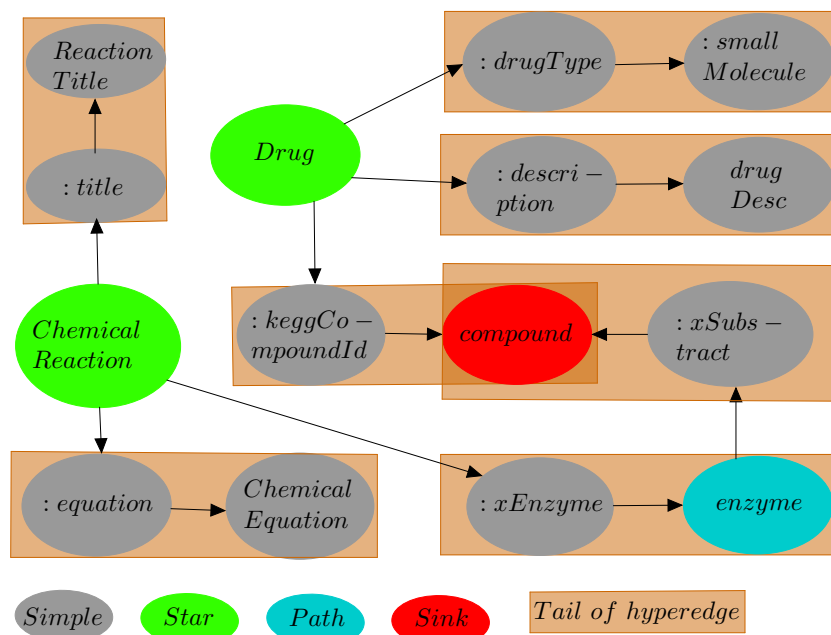 Reaction
Title
: title
Drug
: drugType
: small
Molecule
: descri -
ption
drug
Desc
Chemical
Reaction
: keggCo -
mpoundId
compound
: xSubs -
tract
: equation
Chemical
Equation
: xEnzyme
enzyme
Simple
Star
Path
Sink
Tail of hyperedge